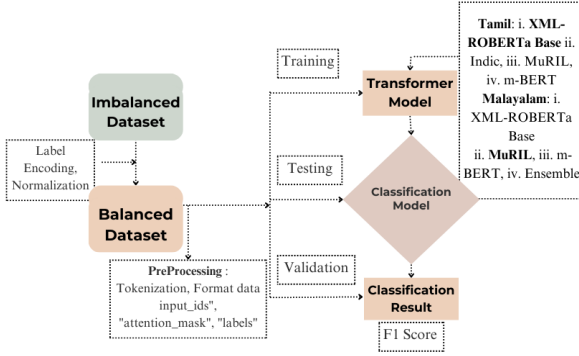 Imbalanced
Dataset
Label
Encoding,
Normalization
Balanced
Dataset
PreProcessing :
Tokenization, Format data
input_ids",
"attention_mask", "labels"
Training
Testing
Validation
Transformer
Model
Classification
Model
Classification
Result
F1 Score
Tamil: i. XML-
ROBERTa Base ii.
Indic, iii. MuRIL,
iv. m-BERT
Malayalam: i.
XML-ROBERTa
Base
ii. MuRIL, iii. m-
BERT, iv. Ensemble